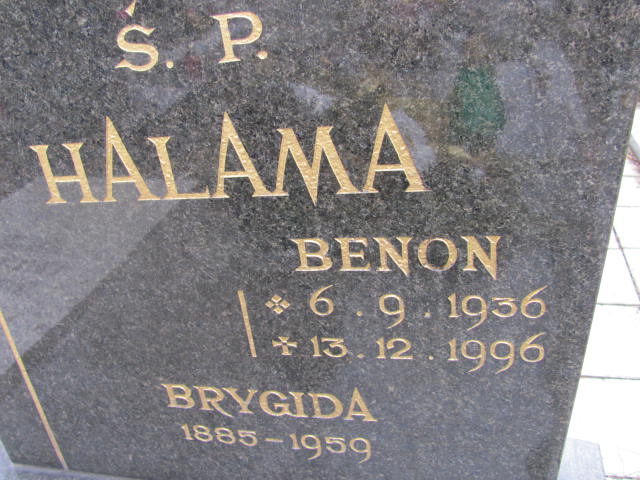 Ś. P.
HALAMA
BENON
6. 9. 1936
13. 12. 1996
BRYGIDA
1885-1959